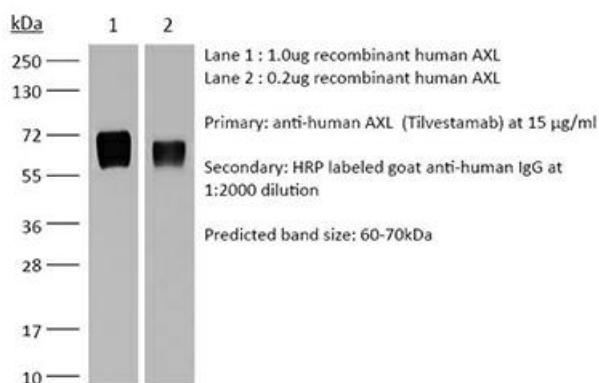 kDa 1 2
250
130
72
55
36
28
17
10
Lane 1 : 1.0ug recombinant human AXL
Lane 2 : 0.2ug recombinant human AXL
Primary: anti-human AXL (Tilvestamab) at 15 µg/ml
Secondary: HRP labeled goat anti-human IgG at
1:2000 dilution
Predicted band size: 60-70kDa